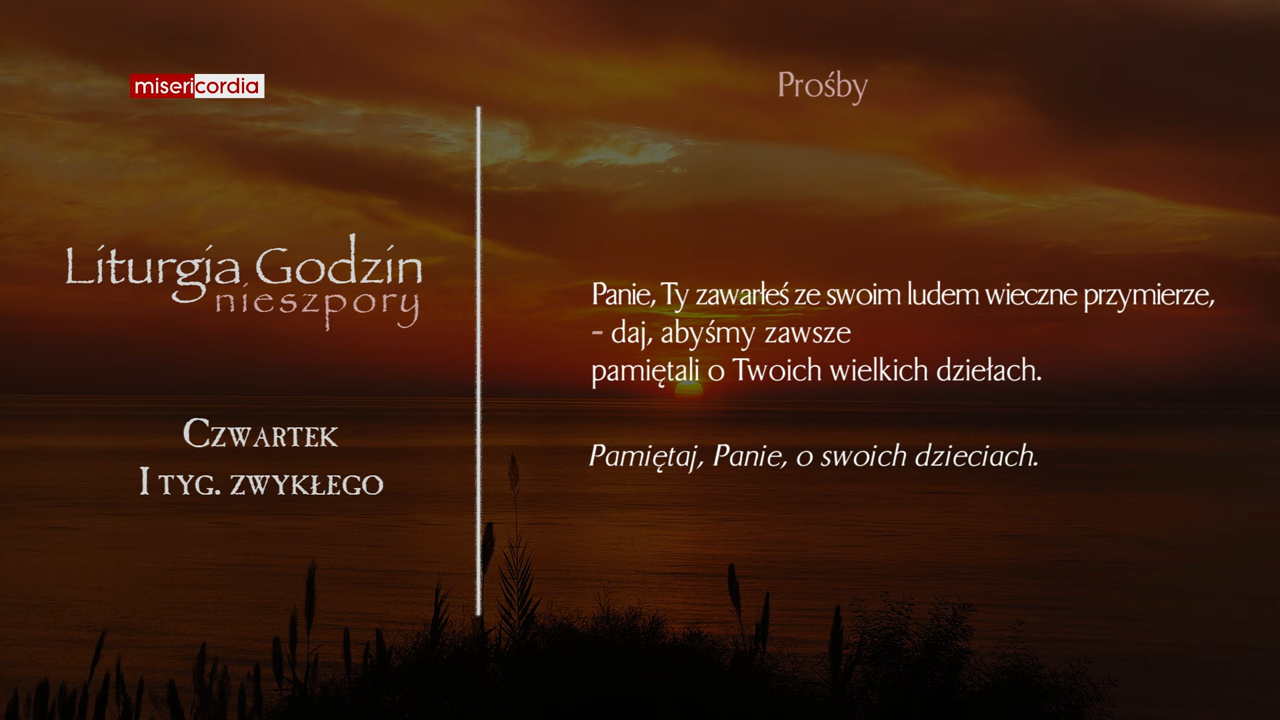 misericordia
Liturgia Godzin
nieszpory
Czwartek
I tyg. zwykłego
Prośby
Panie, Ty zawarłeś ze swoim ludem wieczne przymierze,
– daj, abyśmy zawsze
pamiętali o Twoich wielkich dziełach.
Pamiętaj, Panie, o swoich dzieciach.